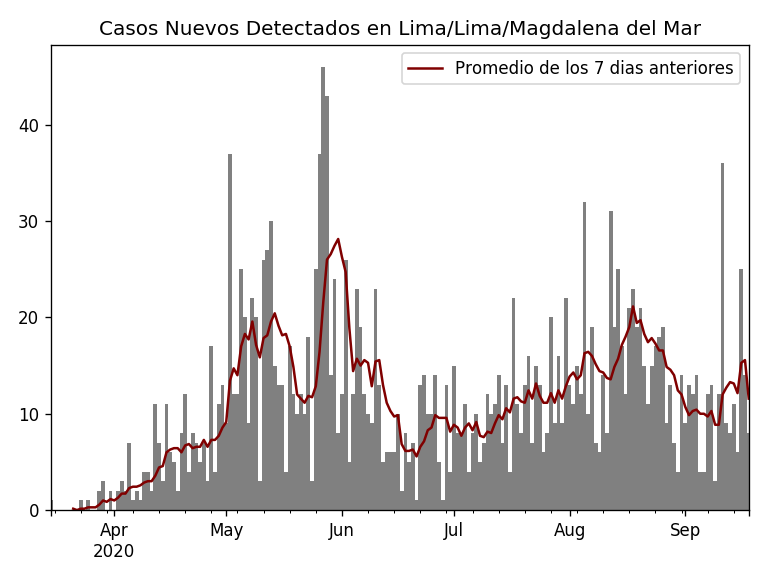 Casos Nuevos Detectados en Lima/Lima/Magdalena del Mar
Promedio de los 7 dias anteriores
40
30
20
10
0
Apr May Jun Jul Aug Sep
2020